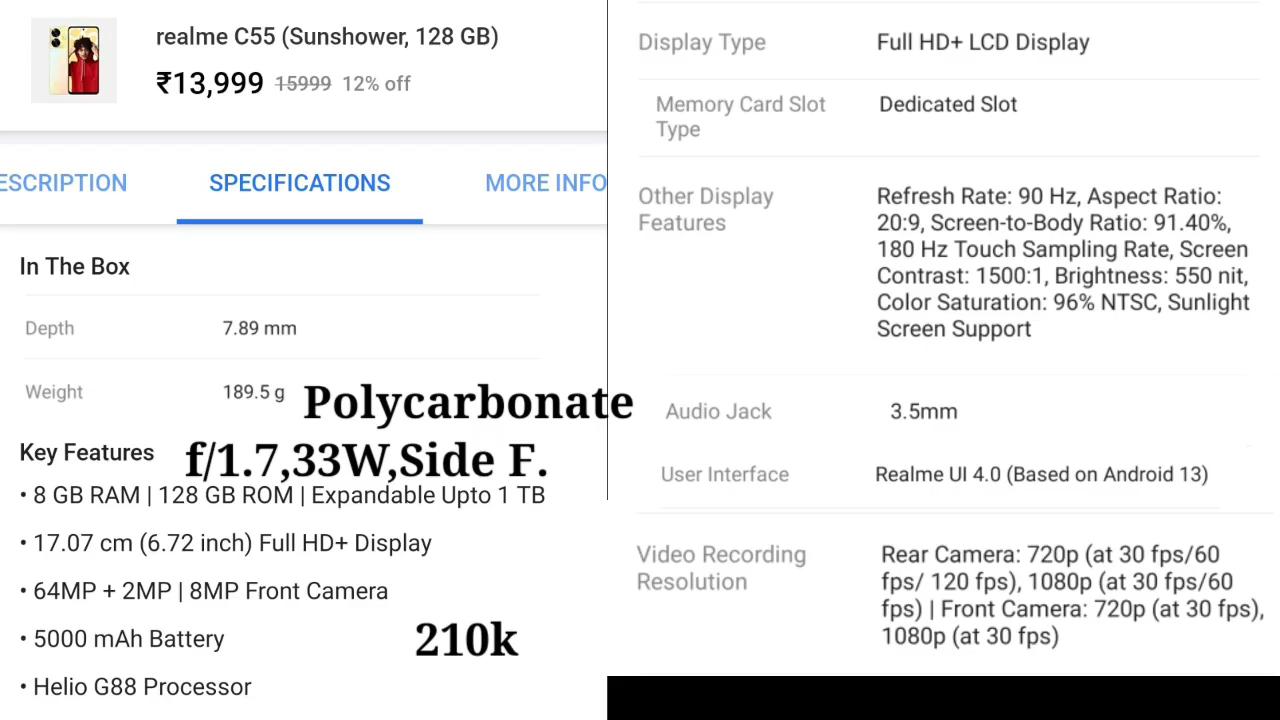 realme C55 (Sunshower, 128 GB)
₹13,999 15999 12% off
ESCRIPTION SPECIFICATIONS MORE INFO
In The Box
Depth 7.89 mm
Weight 189.5 g
Polycarbonate
Key Features
f/1.7,33W,Side F.
• 8 GB RAM | 128 GB ROM | Expandable Upto 1 TB
• 17.07 cm (6.72 inch) Full HD+ Display
• 64MP + 2MP | 8MP Front Camera
• 5000 mAh Battery
210k
• Helio G88 Processor
Display Type Full HD+ LCD Display
Memory Card Slot Dedicated Slot
Type
Other Display Refresh Rate: 90 Hz, Aspect Ratio:
Features 20:9, Screen-to-Body Ratio: 91.40%,
180 Hz Touch Sampling Rate, Screen
Contrast: 1500:1, Brightness: 550 nit,
Color Saturation: 96% NTSC, Sunlight
Screen Support
Audio Jack 3.5mm
User Interface Realme UI 4.0 (Based on Android 13)
Video Recording Rear Camera: 720p (at 30 fps/60
Resolution fps/ 120 fps), 1080p (at 30 fps/60
fps) | Front Camera: 720p (at 30 fps),
1080p (at 30 fps)